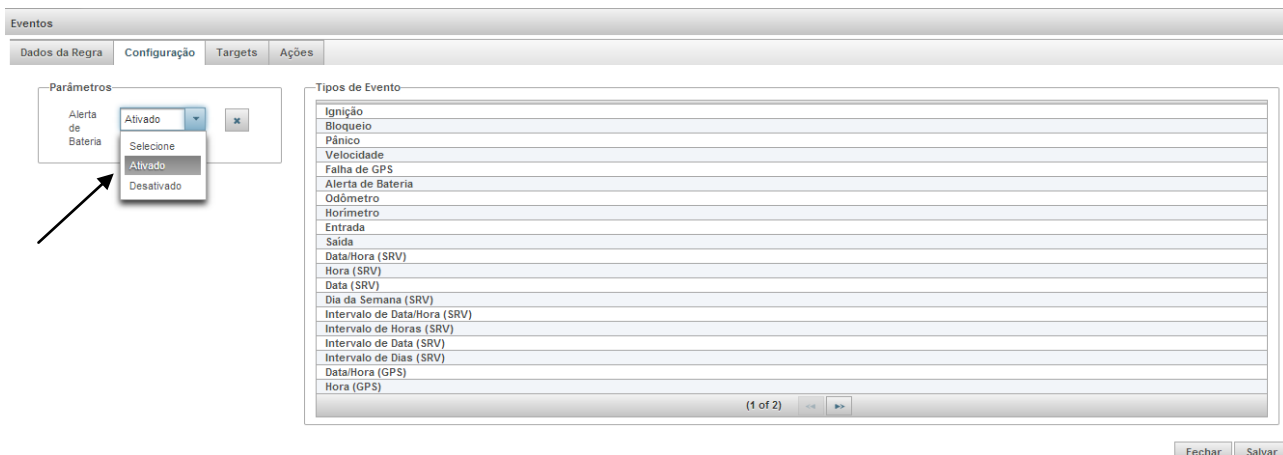 Eventos
Dados da Regra Configuração Targets Ações
Parâmetros
Alerta
de
Bateria
Ativado
Selecione
Ativado
Desativado
Tipos de Evento
Ignição
Bloqueio
Pânico
Velocidade
Falha de GPS
Alerta de Bateria
Odômetro
Horímetro
Entrada
Saída
Data/Hora (SRV)
Hora (SRV)
Data (SRV)
Dia da Semana (SRV)
Intervalo de Data/Hora (SRV)
Intervalo de Horas (SRV)
Intervalo de Data (SRV)
Intervalo de Dias (SRV)
Data/Hora (GPS)
Hora (GPS)
(1 of 2)
Fechar Salvar